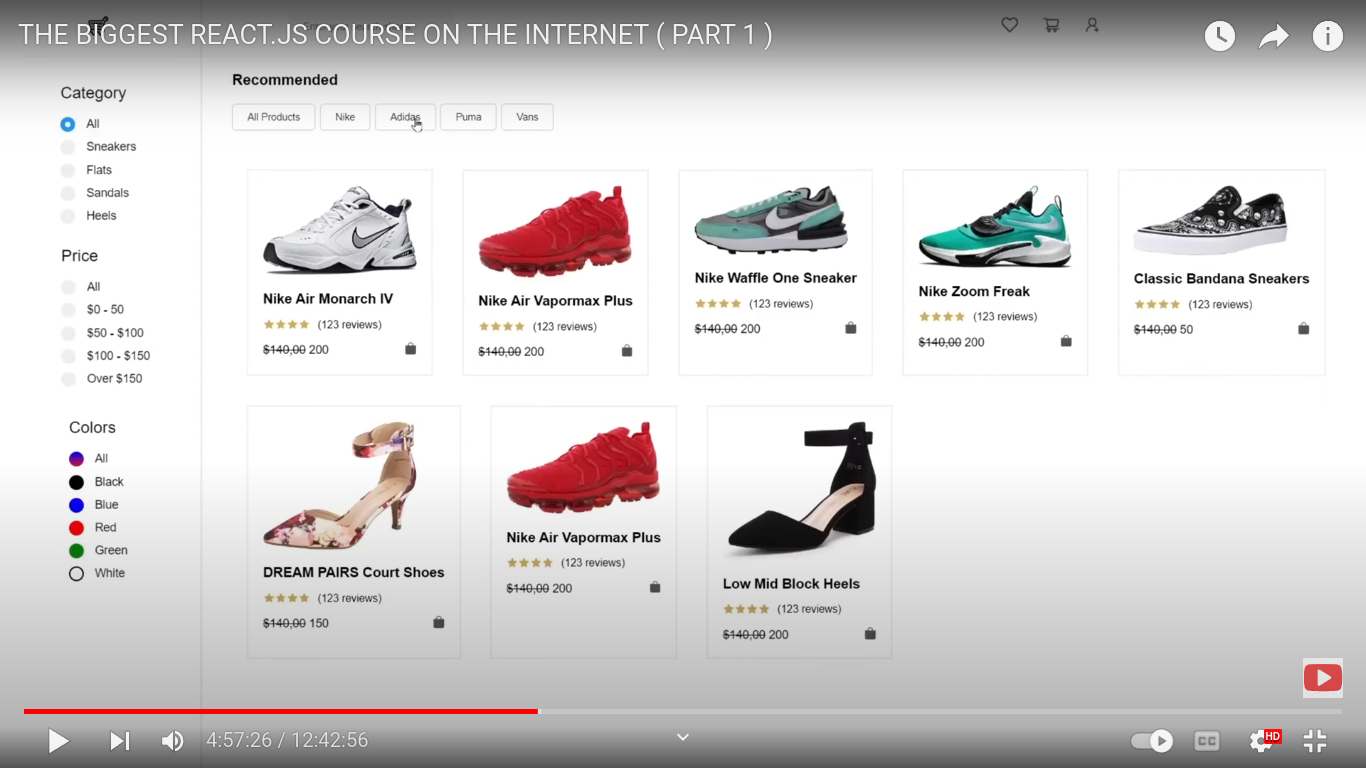 THE BIGGEST REACT.JS COURSE ON THE INTERNET ( PART 1 )
Category
All
Sneakers
Flats
Sandals
Heels
Price
All
$0 - 50
$50 - $100
$100 - $150
Over $150
Colors
All
Black
Blue
Red
Green
White
Recommended
All Products Nike Adidas Puma Vans
Nike Air Monarch IV
(123 reviews)
$140,00 200
Nike Air Vapormax Plus
(123 reviews)
$140,00 200
Nike Waffle One Sneaker
(123 reviews)
$140,00 200
Nike Zoom Freak
(123 reviews)
$140,00 200
Classic Bandana Sneakers
(123 reviews)
$140,00 50
DREAM PAIRS Court Shoes
(123 reviews)
$140,00 150
Nike Air Vapormax Plus
(123 reviews)
$140,00 200
Low Mid Block Heels
(123 reviews)
$140,00 200
4:57:26 / 12:42:56
CC
HD